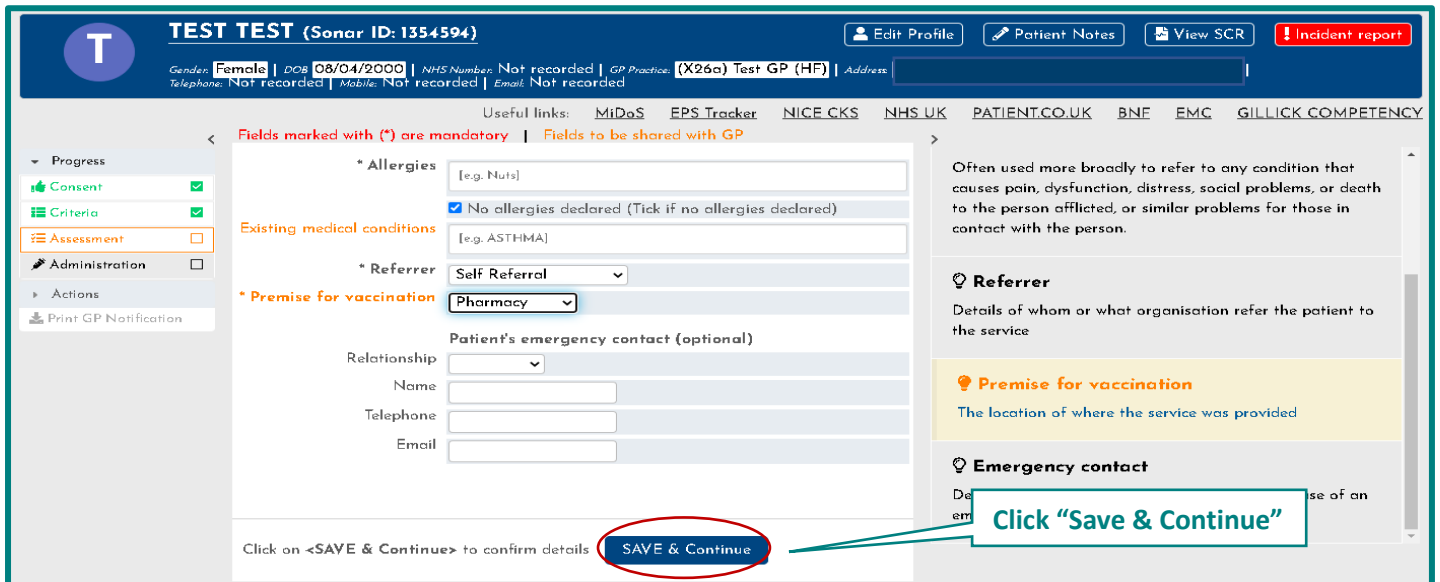 T
TEST TEST (Sonar ID: 1354594)
Edit Profile
Patient Notes
View SCR
Incident report
Gender: Female | DOB 08/04/2000 | NHS Number: Not recorded | GP Practice: (X26a) Test GP (HF) | Address:
Telephone: Not recorded | Mobile: Not recorded | Email: Not recorded
Useful links: MiDoS EPS Tracker NICE CKS NHS UK PATIENT.CO.UK BNF EMC GILLICK COMPETENCY
Fields marked with (*) are mandatory | Fields to be shared with GP
Progress
Consent
Criteria
Assessment
Administration
Actions
Print GP Notification
* Allergies
[e.g. Nuts]
No allergies declared (Tick if no allergies declared)
Existing medical conditions
[e.g. ASTHMA]
* Referrer
Self Referral
* Premise for vaccination
Pharmacy
Patient's emergency contact (optional)
Relationship
Name
Telephone
Email
Click on <SAVE & Continue> to confirm details
SAVE & Continue
Often used more broadly to refer to any condition that
causes pain, dysfunction, distress, social problems, or death
to the person afflicted, or similar problems for those in
contact with the person.
Referrer
Details of whom or what organisation refer the patient to
the service
Premise for vaccination
The location of where the service was provided
Emergency contact
of an
Click “Save & Continue”